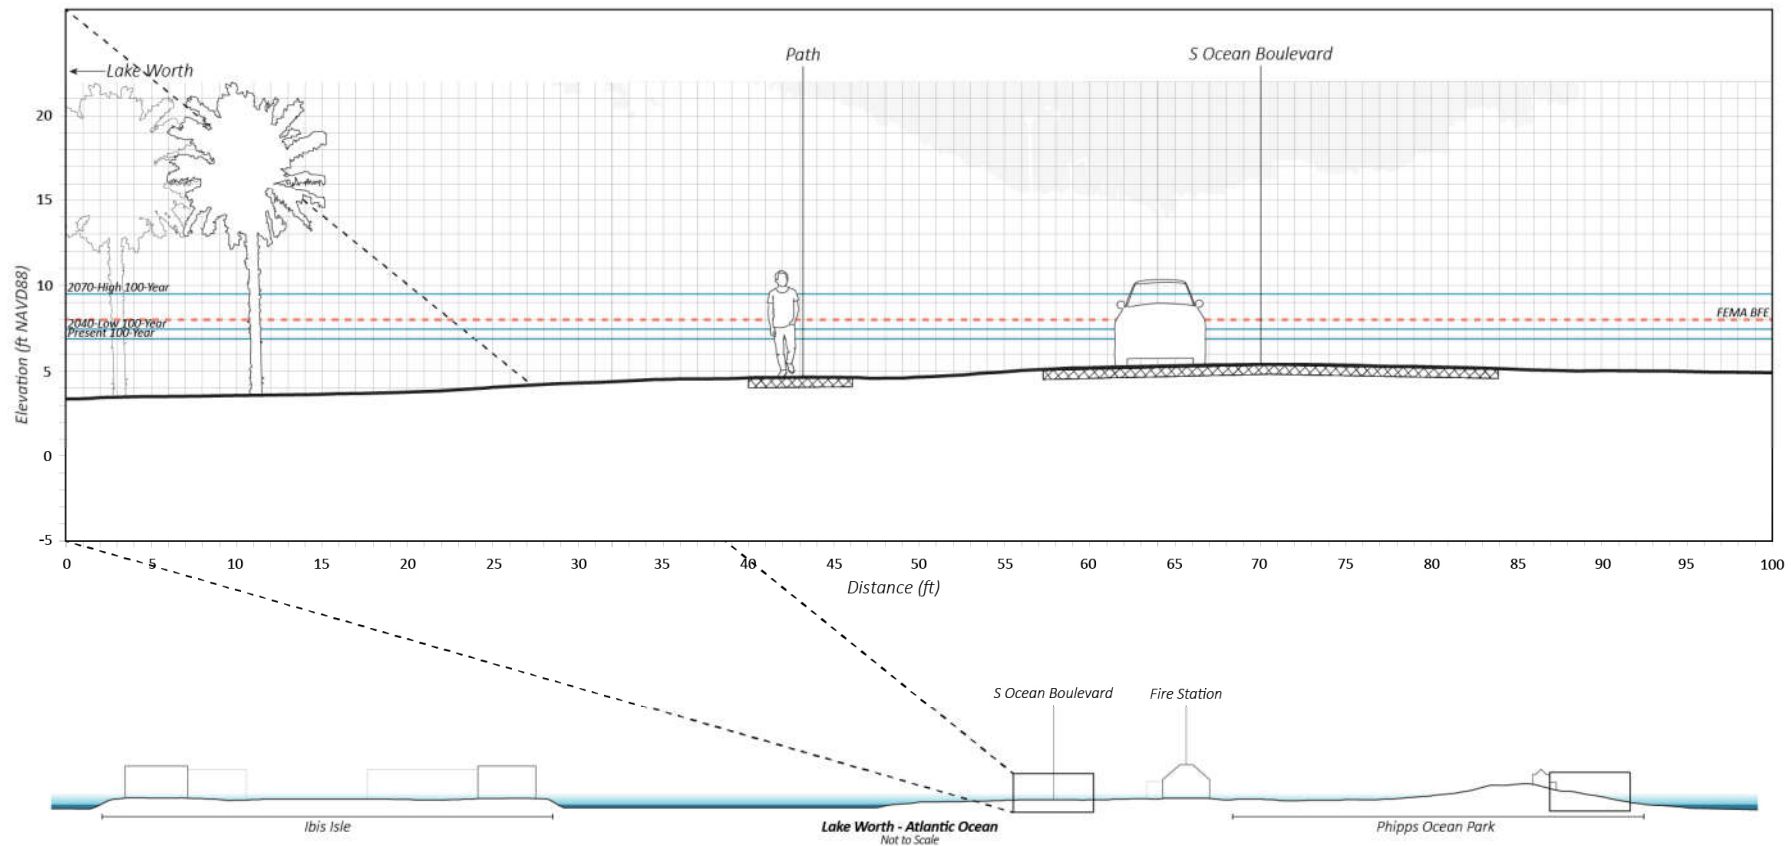 Path
S Ocean Boulevard
Lake Worth
20
15
10
5
0
-5
Elevation (ft NAVD88)
2070-High 100-Year
2040-Low 100-Year
Present 100-Year
FEMA BFE
0 5 10 15 20 25 30 35 40 45 50 55 60 65 70 75 80 85 90 95 100
Distance (ft)
S Ocean Boulevard
Fire Station
Ibis Isle
Lake Worth - Atlantic Ocean
Not to Scale
Phipps Ocean Park